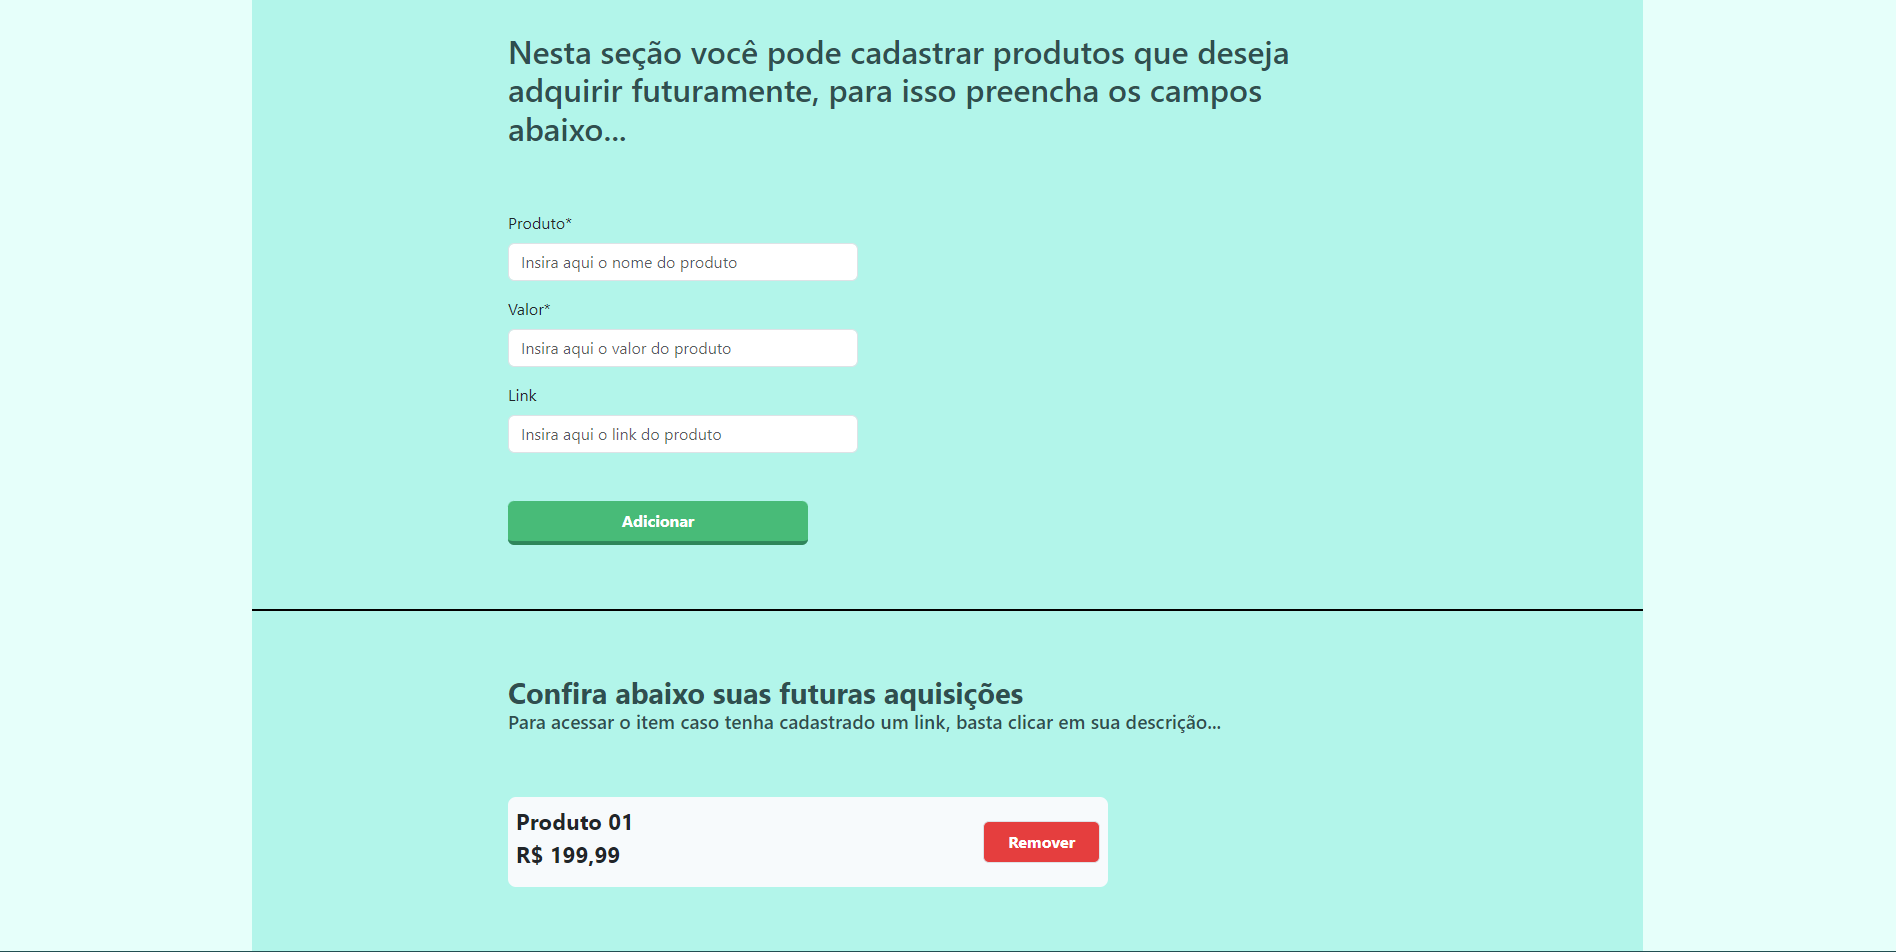 Nesta seção você pode cadastrar produtos que deseja
adquirir futuramente, para isso preencha os campos
abaixo...
Produto*
Insira aqui o nome do produto
Valor*
Insira aqui o valor do produto
Link
Insira aqui o link do produto
Adicionar
Confira abaixo suas futuras aquisições
Para acessar o item caso tenha cadastrado um link, basta clicar em sua descrição...
Produto 01
R$ 199,99
Remover